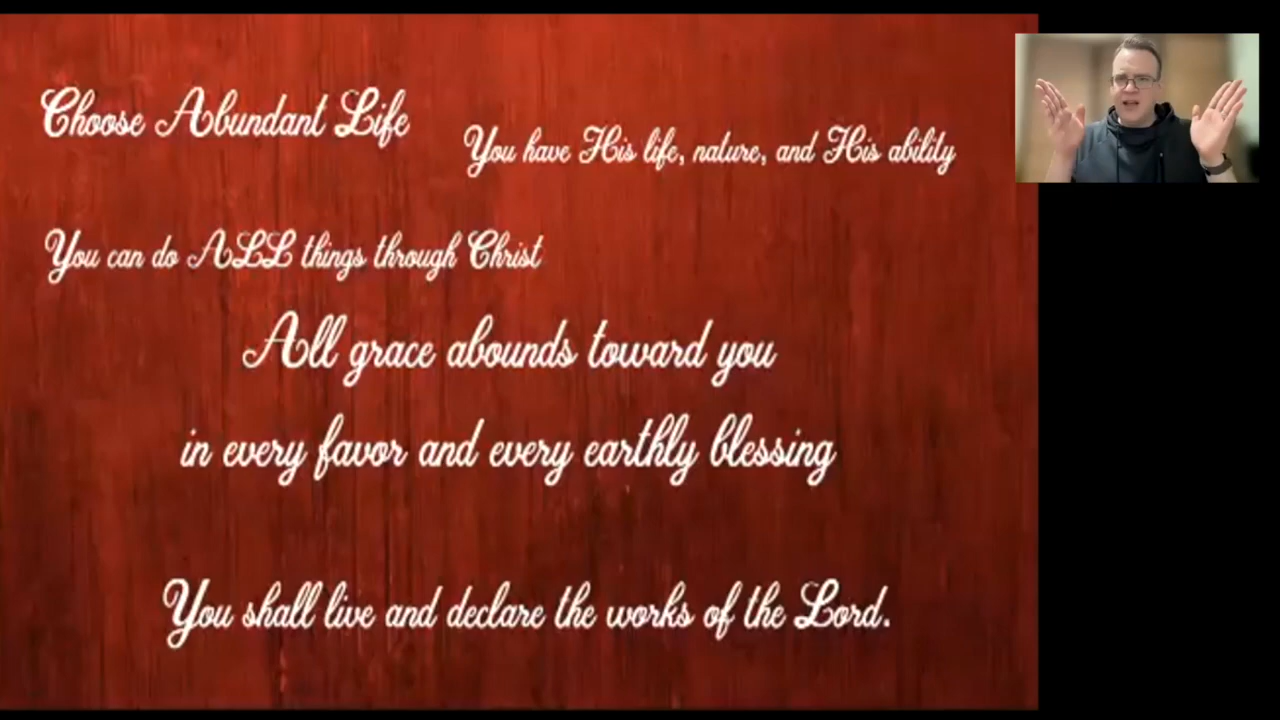 Choose Abundant Life
You have His life, nature, and His ability
You can do ALL things through Christ
All grace abounds toward you
in every favor and every earthly blessing
You shall live and declare the works of the Lord.